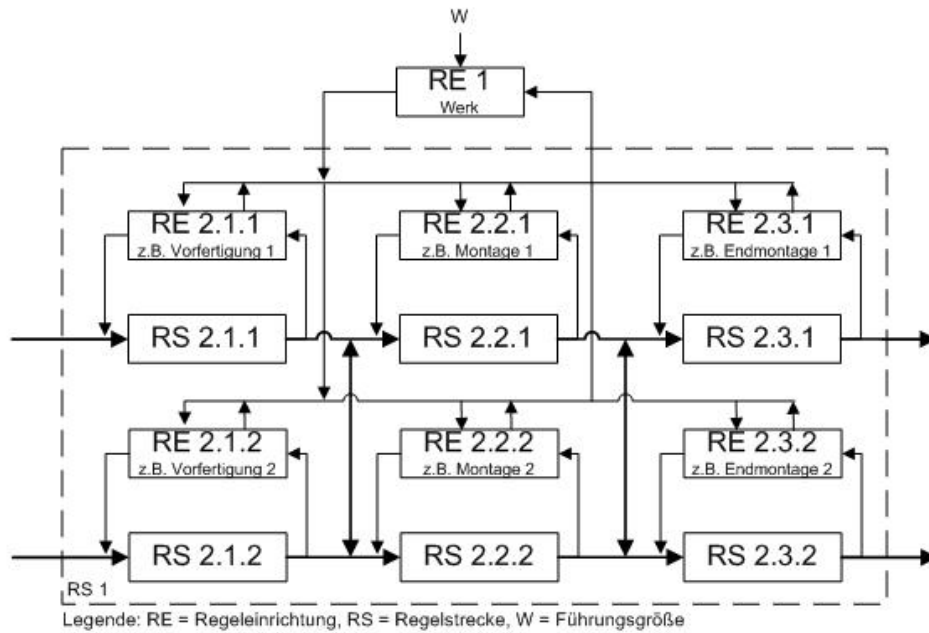 W
RE 1
Werk
RE 2.1.1
z.B. Vorfertigung 1
RE 2.2.1
z.B. Montage 1
RE 2.3.1
z.B. Endmontage 1
RS 2.1.1
RS 2.2.1
RS 2.3.1
RE 2.1.2
z.B. Vorfertigung 2
RE 2.2.2
z.B. Montage 2
RE 2.3.2
z.B. Endmontage 2
RS 2.1.2
RS 2.2.2
RS 2.3.2
RS 1
Legende: RE = Regeleinrichtung, RS = Regelstrecke, W = Führungsgröße